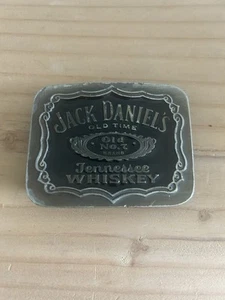 JACK DANIEL'S
OLD TIME
Old
No. 7
BRAND
Tennessee
WHISKEY